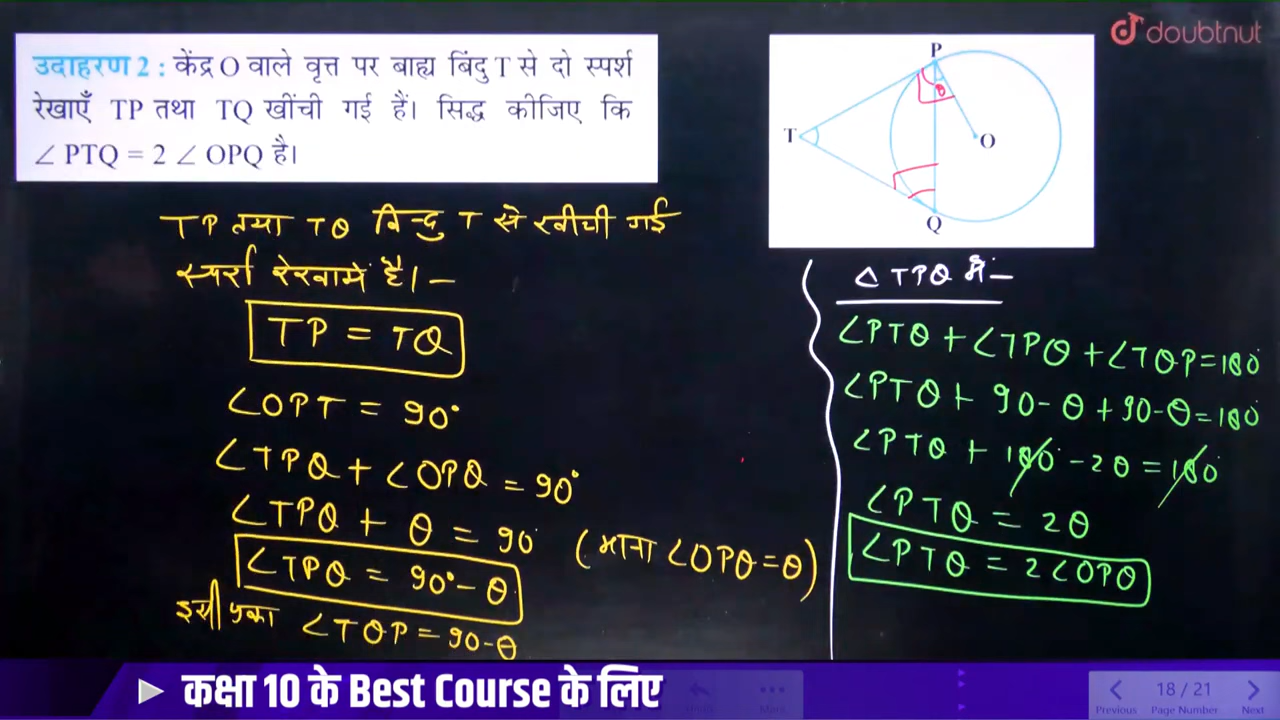 doubtnut
उदाहरण 2 : केंद्र O वाले वृत्त पर बाह्य बिंदु T से दो स्पर्श
रेखाएँ TP तथा TQ खींची गई हैं। सिद्ध कीजिए कि
∠ PTQ = 2 ∠ OPQ है।
P
θ
T
O
Q
TP तथा TQ बिन्दु T से खींची गई
स्पर्श रेखायें है। -
TP = TQ
∠OPT = 90°
∠TPQ + ∠OPQ = 90°
∠TPQ + θ = 90° (माना ∠OPQ = θ)
∠TPQ = 90° - θ
इसी प्रका ∠TQP = 90 - θ
Δ TPQ में -
∠PTQ + ∠TPQ + ∠TQP = 180°
∠PTQ + 90 - θ + 90 - θ = 180°
∠PTQ + 180° - 2θ = 180°
∠PTQ = 2θ
∠PTQ = 2∠OPQ
कक्षा 10 के Best Course के लिए
18 / 21
Previous Page Number Next